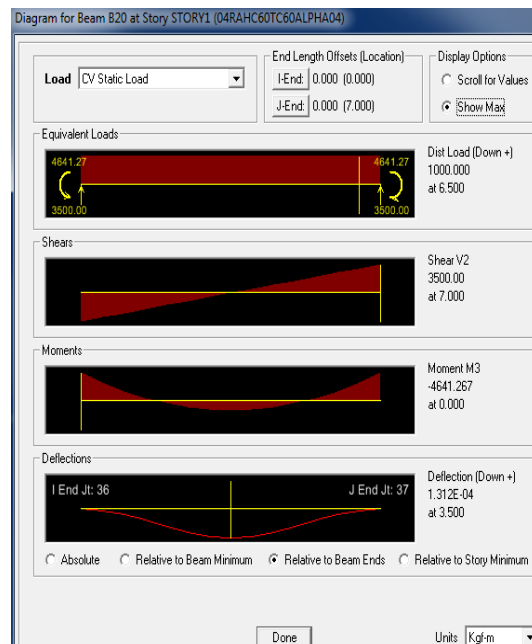 Diagram for Beam B20 at Story STORY1 (04RAHC60TC60ALPHA04)
Load CV Static Load
End Length Offsets (Location)
I-End: 0.000 (0.000)
J-End: 0.000 (7.000)
Display Options
Scroll for Values
Show Max
Equivalent Loads
4641.27 4641.27
3500.00 3500.00
Dist Load (Down +)
1000.000
at 6.500
Shears
Shear V2
3500.00
at 7.000
Moments
Moment M3
-4641.267
at 0.000
Deflections
I End Jt: 36 J End Jt: 37
Deflection (Down +)
1.312E-04
at 3.500
Absolute Relative to Beam Minimum Relative to Beam Ends Relative to Story Minimum
Done Units Kgf-m